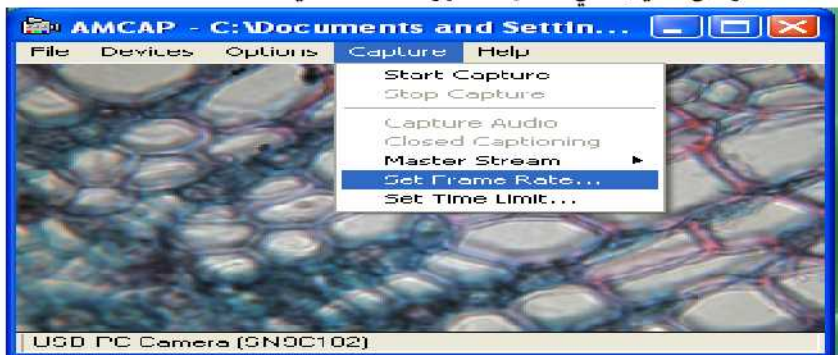 AMCAP - C:\Documents and Settin...
File Devices Options Capture Help
Start Capture
Stop Capture
Capture Audio
Closed Captioning
Master Stream
Set Frame Rate...
Set Time Limit...
USB PC Camera (SN9C102)